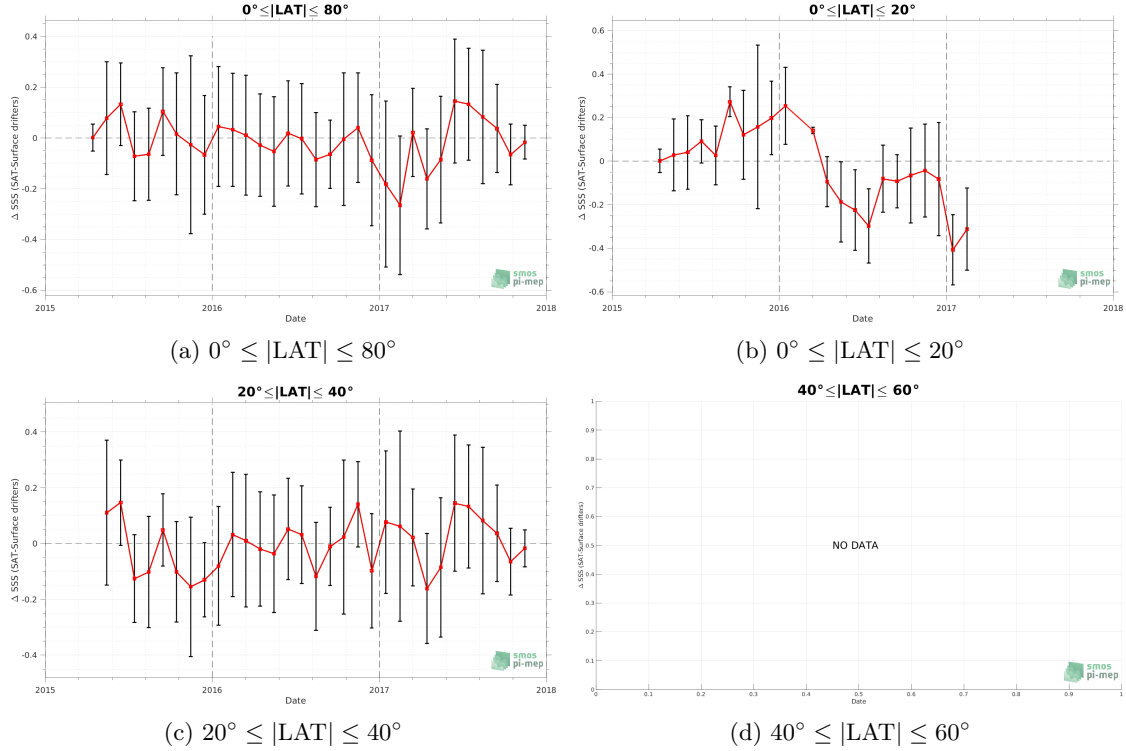 0°≤|LAT|≤ 80°
Δ SSS (SAT-Surface drifters)
0.4
0.2
0
-0.2
-0.4
-0.6
2015
2016
2017
2018
Date
smos
pi-mep
(a) 0° ≤ |LAT| ≤ 80°
0°≤|LAT|≤ 20°
Δ SSS (SAT-Surface drifters)
0.6
0.4
0.2
0
-0.2
-0.4
-0.6
2015
2016
2017
2018
Date
smos
pi-mep
(b) 0° ≤ |LAT| ≤ 20°
20°≤|LAT|≤ 40°
Δ SSS (SAT-Surface drifters)
0.4
0.2
0
-0.2
-0.4
2015
2016
2017
2018
Date
smos
pi-mep
(c) 20° ≤ |LAT| ≤ 40°
40°≤|LAT|≤ 60°
Δ SSS (SAT-Surface drifters)
1
0.9
0.8
0.7
0.6
0.5
0.4
0.3
0.2
0.1
0
NO DATA
0
0.1
0.2
0.3
0.4
0.5
0.6
0.7
0.8
0.9
1
Date
smos
pi-mep
(d) 40° ≤ |LAT| ≤ 60°